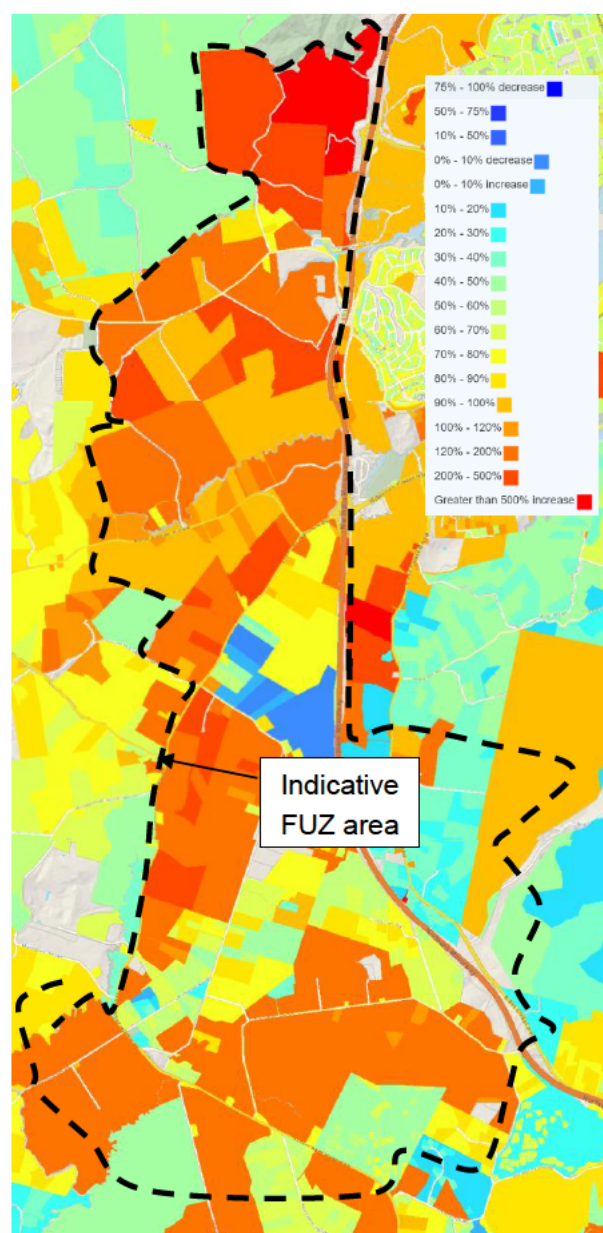 75% - 100% decrease
50% - 75%
10% - 50%
0% - 10% decrease
0% - 10% increase
10% - 20%
20% - 30%
30% - 40%
40% - 50%
50% - 60%
60% - 70%
70% - 80%
80% - 90%
90% - 100%
100% - 120%
120% - 200%
200% - 500%
Greater than 500% increase
Indicative
FUZ area